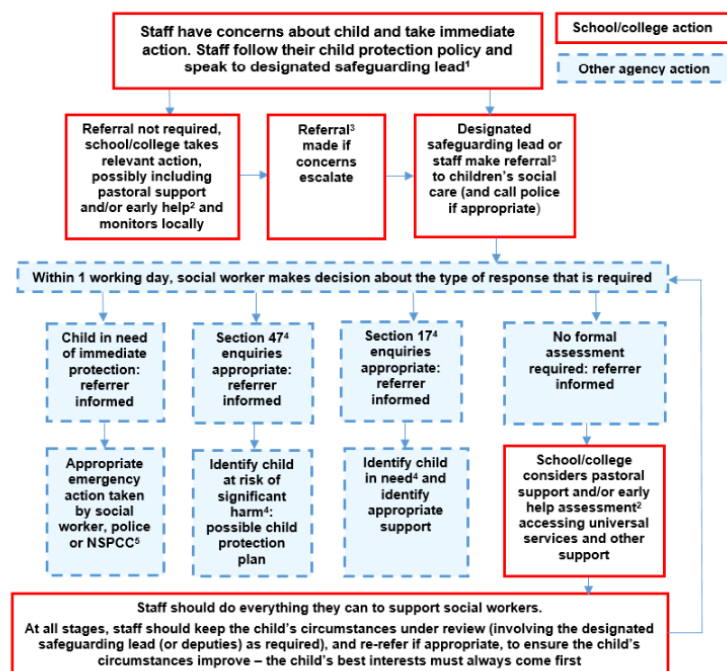 Staff have concerns about child and take immediate
action. Staff follow their child protection policy and
speak to designated safeguarding lead¹
School/college action
Other agency action
Referral not required,
school/college takes
relevant action,
possibly including
pastoral support
and/or early help² and
monitors locally
Referral³
made if
concerns
escalate
Designated
safeguarding lead or
staff make referral³
to children's social
care (and call police
if appropriate)
Within 1 working day, social worker makes decision about the type of response that is required
Child in need
of immediate
protection:
referrer
informed
Section 47⁴
enquiries
appropriate:
referrer
informed
Section 17⁴
enquiries
appropriate:
referrer
informed
No formal
assessment
required: referrer
informed
Appropriate
emergency
action taken
by social
worker, police
or NSPCC⁵
Identify child
at risk of
significant
harm⁴:
possible child
protection
plan
Identify child
in need⁴ and
identify
appropriate
support
School/college
considers pastoral
support and/or early
help assessment²
accessing universal
services and other
support
Staff should do everything they can to support social workers.
At all stages, staff should keep the child's circumstances under review (involving the designated
safeguarding lead (or deputies) as required), and re-refer if appropriate, to ensure the child's
circumstances improve – the child's best interests must always come first